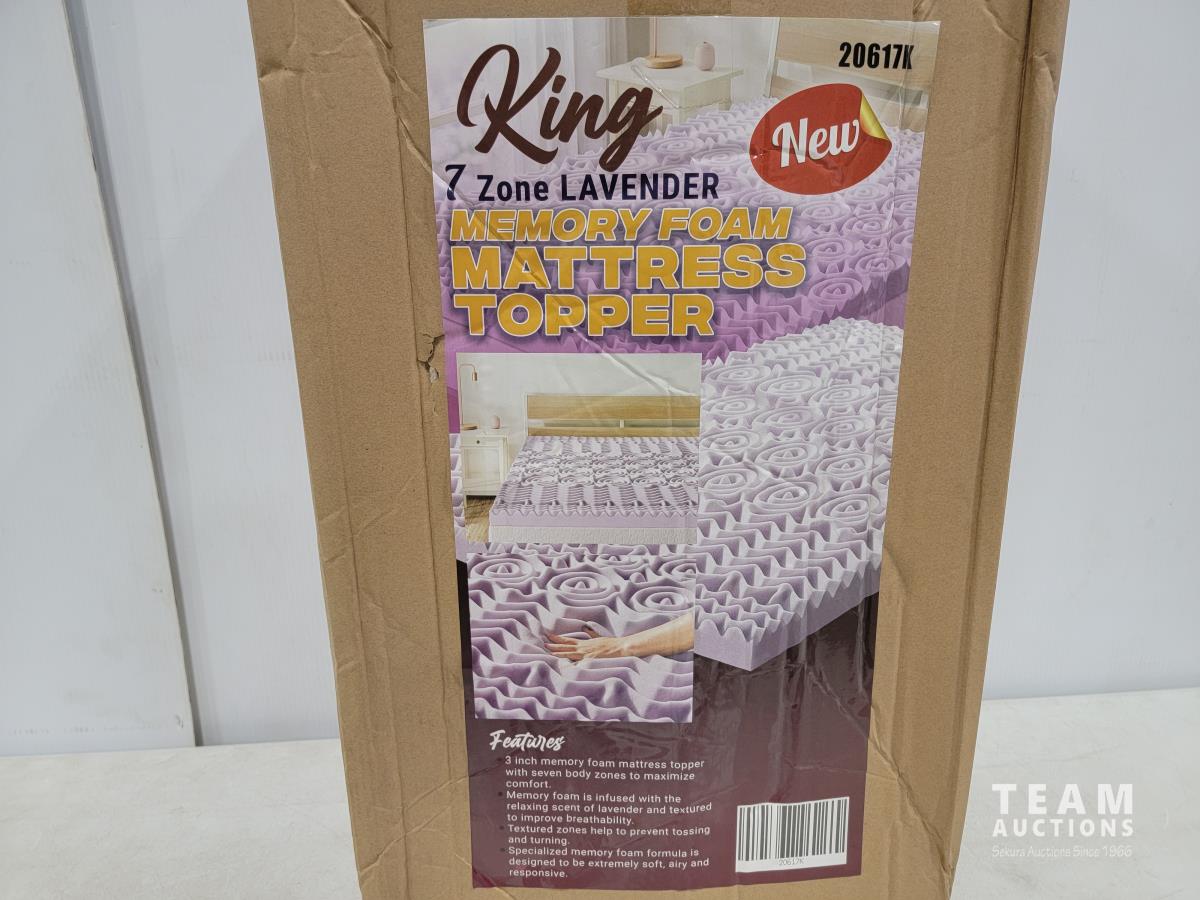 20617K
King
New
7 Zone LAVENDER
MEMORY FOAM
MATTRESS
TOPPER
Features
• 3 inch memory foam mattress topper
with seven body zones to maximize
comfort.
• Memory foam is infused with the
relaxing scent of lavender and textured
to improve breathability.
• Textured zones help to prevent tossing
and turning.
• Specialized memory foam formula is
designed to be extremely soft, airy and
responsive.
20617K
TEAM
AUCTIONS
Sekura Auctions Since 1966